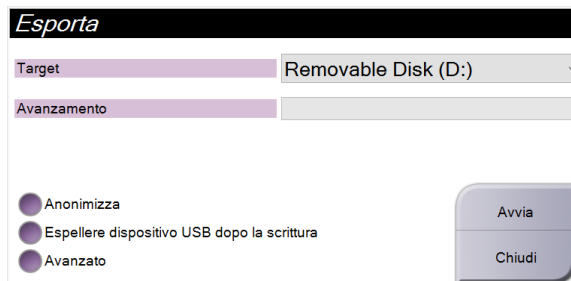 Esporta
Target Removable Disk (D:)
Avanzamento
Anonimizza
Espellere dispositivo USB dopo la scrittura
Avanzato
Avvia
Chiudi